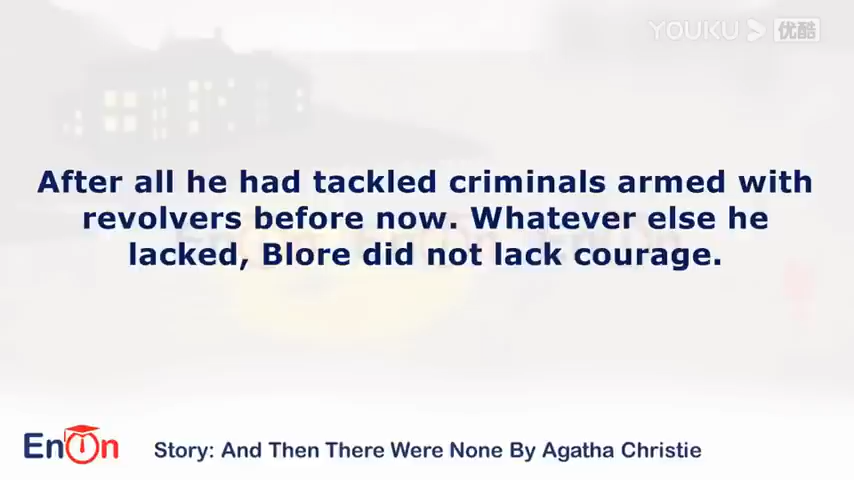 YOUKU 优酷
After all he had tackled criminals armed with
revolvers before now. Whatever else he
lacked, Blore did not lack courage.
EnOn
Story: And Then There Were None By Agatha Christie